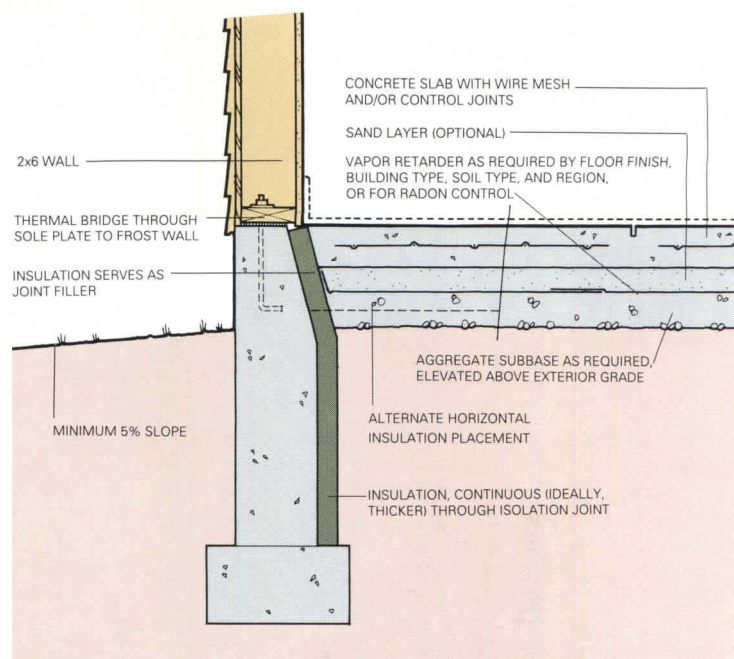 CONCRETE SLAB WITH WIRE MESH
AND/OR CONTROL JOINTS
SAND LAYER (OPTIONAL)
VAPOR RETARDER AS REQUIRED BY FLOOR FINISH,
BUILDING TYPE, SOIL TYPE, AND REGION,
OR FOR RADON CONTROL
2x6 WALL
THERMAL BRIDGE THROUGH
SOLE PLATE TO FROST WALL
INSULATION SERVES AS
JOINT FILLER
AGGREGATE SUBBASE AS REQUIRED,
ELEVATED ABOVE EXTERIOR GRADE
MINIMUM 5% SLOPE
ALTERNATE HORIZONTAL
INSULATION PLACEMENT
INSULATION, CONTINUOUS (IDEALLY,
THICKER) THROUGH ISOLATION JOINT